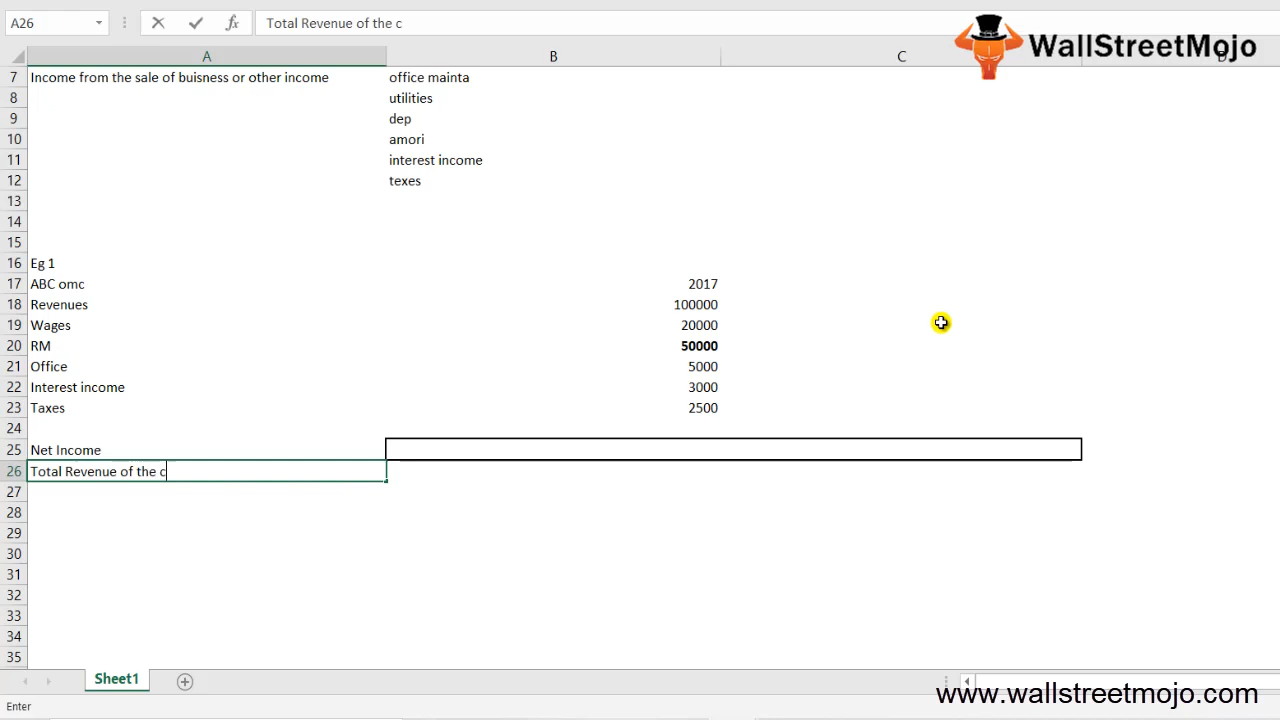 A26 fx Total Revenue of the c
WallStreetMojo
A B C D
7 Income from the sale of buisness or other income office mainta
8 utilities
9 dep
10 amori
11 interest income
12 texes
13
14
15
16 Eg 1
17 ABC omc 2017
18 Revenues 100000
19 Wages 20000
20 RM 50000
21 Office 5000
22 Interest income 3000
23 Taxes 2500
24
25 Net Income
26 Total Revenue of the c
27
28
29
30
31
32
33
34
35
Sheet1
www.wallstreetmojo.com
Enter